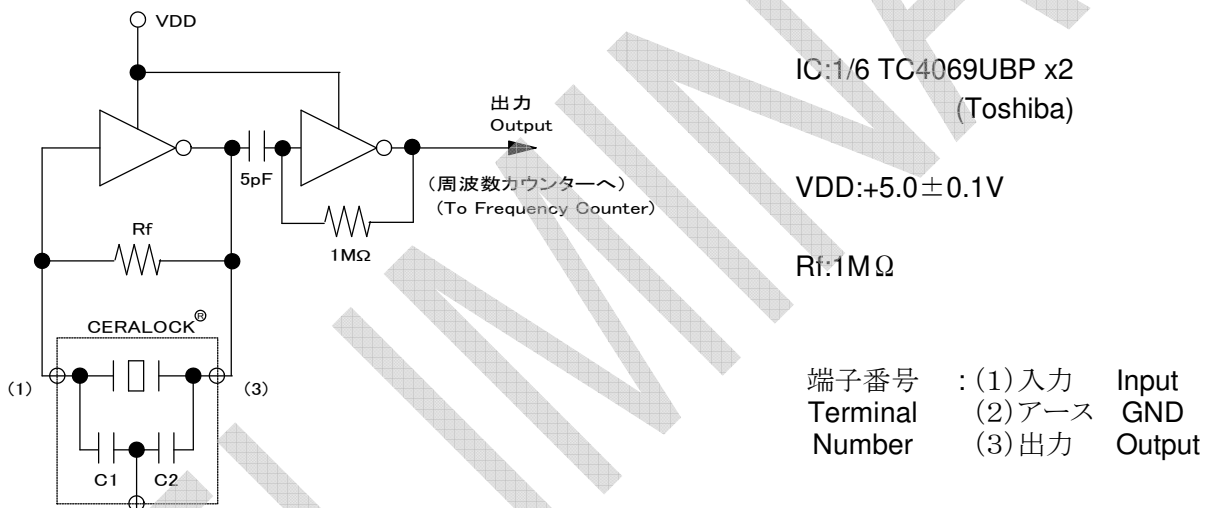 VDD
IC:1/6 TC4069UBP x2
(Toshiba)
出力
Output
5pF
(周波数カウンターへ)
(To Frequency Counter)
VDD:+5.0±0.1V
Rf
1MΩ
Rf:1MΩ
CERALOCK®
(1)
(3)
C1
C2
端子番号 :(1)入力 Input
Terminal (2)アース GND
Number (3)出力 Output